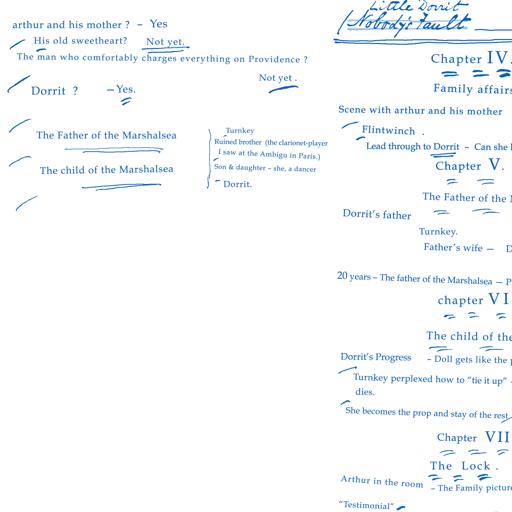 arthur and his mother ? – Yes
His old sweetheart? Not yet.
The man who comfortably charges everything on Providence ?
Not yet .
Dorrit ? – Yes.
The Father of the Marshalsea
The child of the Marshalsea
Turnkey
Ruined brother (the clarionet-player
I saw at the Ambigu in Paris.)
Son & daughter – she, a dancer
Dorrit.
Little Dorrit
Nobody's Fault
Chapter IV.
Family affairs
Scene with arthur and his mother
Flintwinch .
Lead through to Dorrit – Can she
Chapter V.
The Father of the
Dorrit's father
Turnkey.
Father's wife –
20 years – The father of the Marshalsea –
chapter VI
The child of the
Dorrit's Progress – Doll gets like the
Turnkey perplexed how to "tie it up"
dies.
She becomes the prop and stay of the rest
Chapter VII
The Lock .
Arthur in the room – The Family picture
"Testimonial"